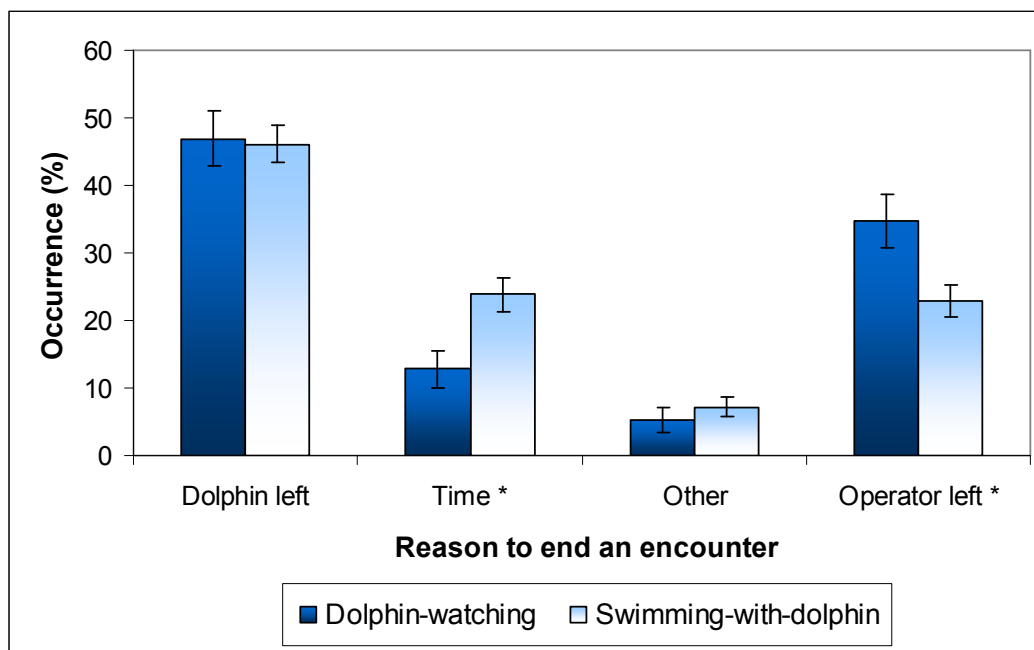 60
50
40
30
20
10
0
Occurrence (%)
Dolphin left
Time *
Other
Operator left *
Reason to end an encounter
Dolphin-watching
Swimming-with-dolphin